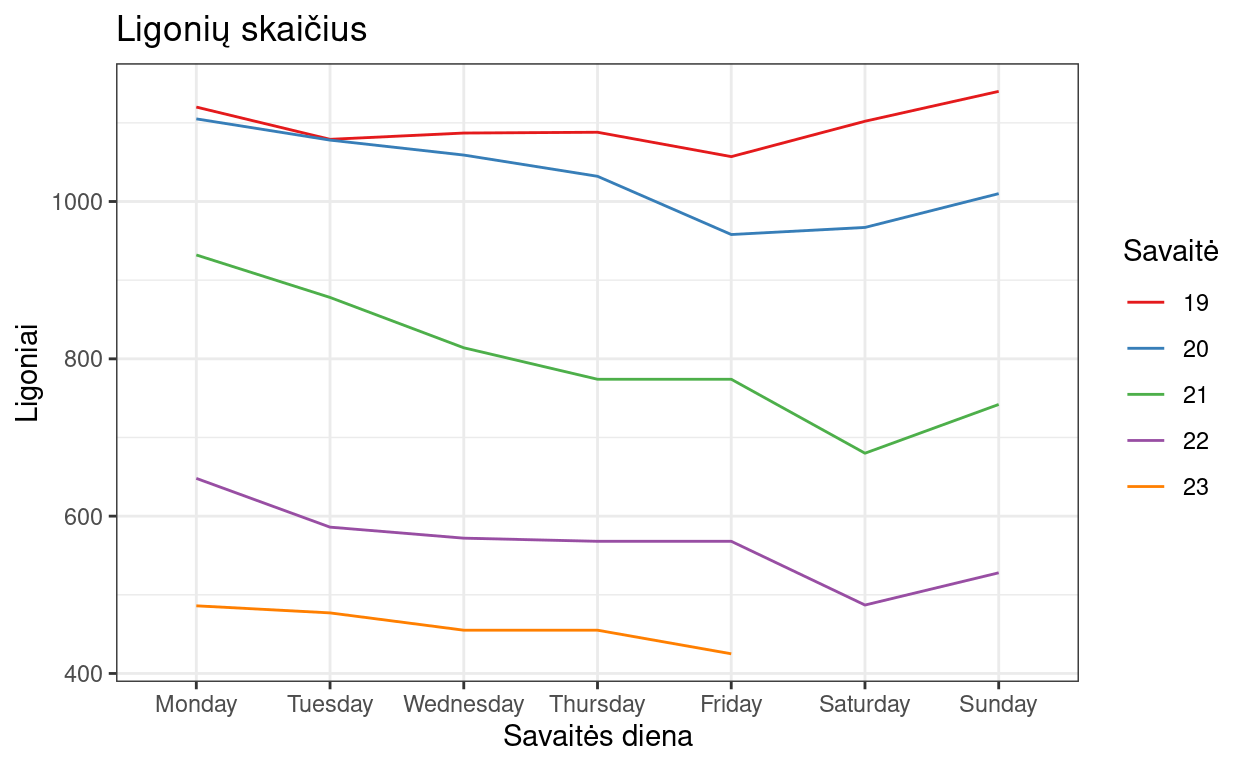 Ligonių skaičius
Ligoniai
1000
800
600
400
Monday Tuesday Wednesday Thursday Friday Saturday Sunday
Savaitės diena
Savaitė
19
20
21
22
23